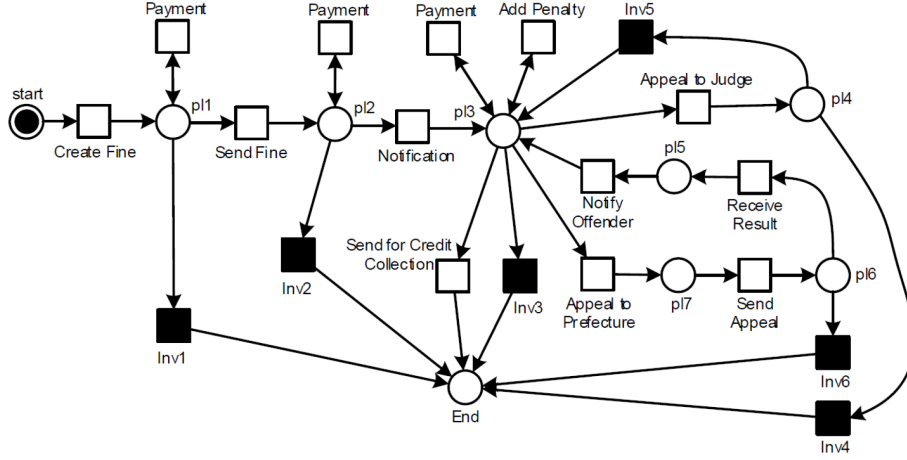 Payment
Payment
Payment
Add Penalty
Inv5
start
pl1
pl2
pl3
Appeal to Judge
pl4
Create Fine
Send Fine
Notification
pl5
Notify
Offender
Receive
Result
Send for Credit
Collection
Inv2
Inv3
Appeal to
Prefecture
pl7
Send
Appeal
pl6
Inv1
End
Inv6
Inv4